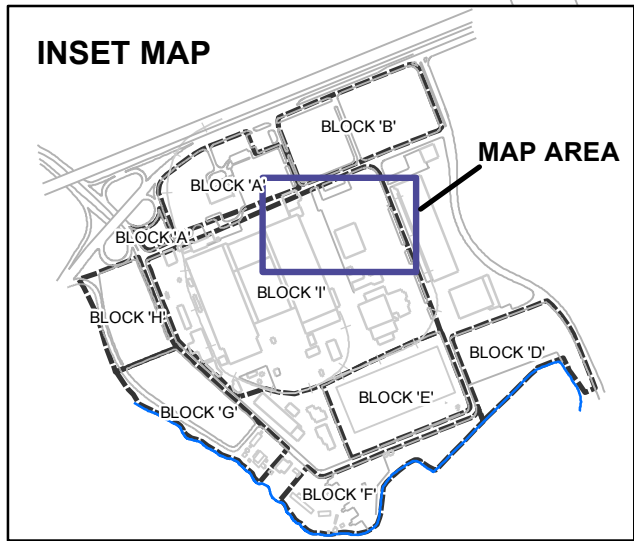 INSET MAP
BLOCK 'B'
MAP AREA
BLOCK 'A'
BLOCK 'A'
BLOCK 'I'
BLOCK 'H'
BLOCK 'D'
BLOCK 'E'
BLOCK 'G'
BLOCK 'F'